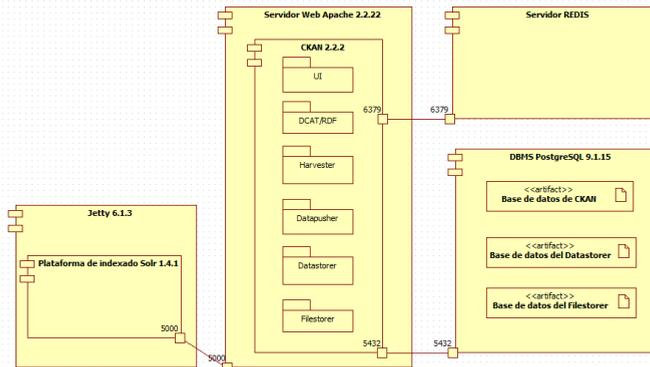 Servidor Web Apache 2.2.22
CKAN 2.2.2
UI
DCAT/RDF
Harvester
Datapusher
Datastorer
Filestorer
6379
6379
Servidor REDIS
DBMS PostgreSQL 9.1.15
<<artifact>>
Base de datos de CKAN
<<artifact>>
Base de datos del Datastorer
<<artifact>>
Base de datos del Filestorer
5432
5432
Jetty 6.1.3
Plataforma de indexado Solr 1.4.1
5000
5000